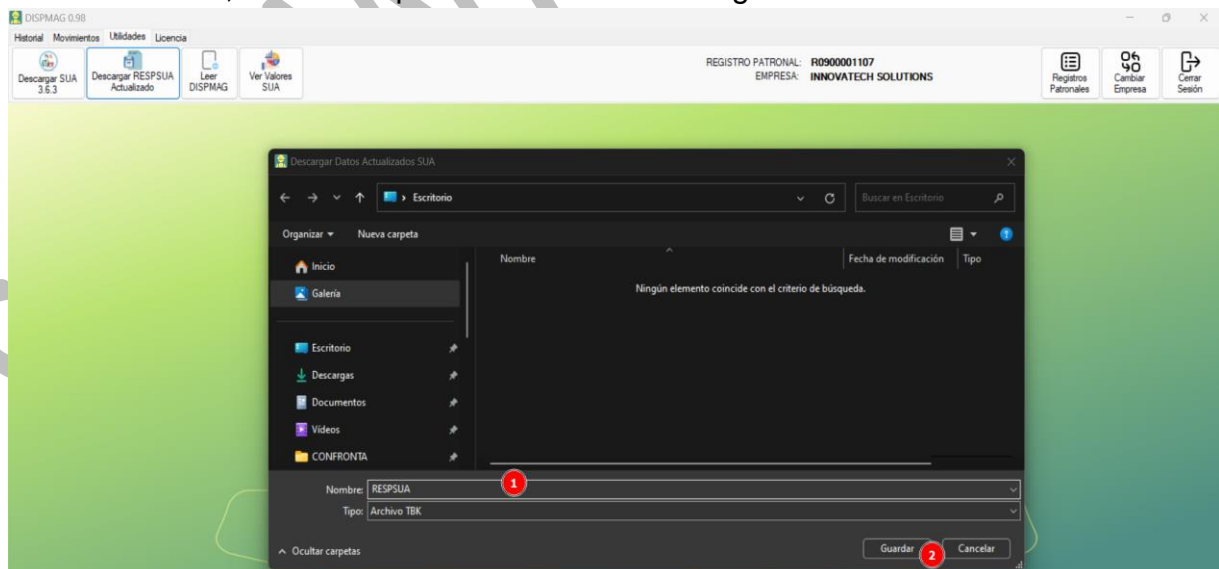 DISPMAG 0.98
Historial Movimientos Utilidades Licencia
Descargar SUA 3.6.3
Descargar RESPSUA Actualizado
Leer DISPMAG
Ver Valores SUA
REGISTRO PATRONAL: R0900001107
EMPRESA: INNOVATECH SOLUTIONS
Registros Patronales
Cambiar Empresa
Cerrar Sesión
Descargar Datos Actualizados SUA
Escritorio
Buscar en Escritorio
Organizar Nueva carpeta
Nombre Fecha de modificación Tipo
Ningún elemento coincide con el criterio de búsqueda.
Inicio
Galería
Escritorio
Descargas
Documentos
Vídeos
CONFRONTA
Nombre: RESPSUA 1
Tipo: Archivo TBK
Ocultar carpetas Guardar 2 Cancelar